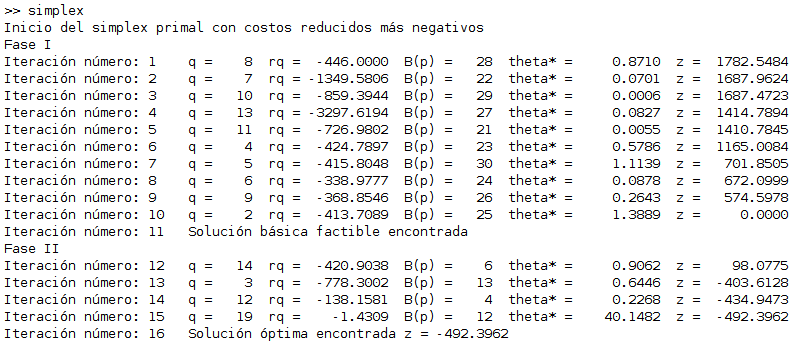 >> simplex
Inicio del simplex primal con costos reducidos más negativos
Fase I
Iteración número: 1 q = 8 rq = -446.0000 B(p) = 28 theta* = 0.8710 z = 1782.5484
Iteración número: 2 q = 7 rq = -1349.5806 B(p) = 22 theta* = 0.0701 z = 1687.9624
Iteración número: 3 q = 10 rq = -859.3944 B(p) = 29 theta* = 0.0006 z = 1687.4723
Iteración número: 4 q = 13 rq = -3297.6194 B(p) = 27 theta* = 0.0827 z = 1414.7894
Iteración número: 5 q = 11 rq = -726.9802 B(p) = 21 theta* = 0.0055 z = 1410.7845
Iteración número: 6 q = 4 rq = -424.7897 B(p) = 23 theta* = 0.5786 z = 1165.0084
Iteración número: 7 q = 5 rq = -415.8048 B(p) = 30 theta* = 1.1139 z = 701.8505
Iteración número: 8 q = 6 rq = -338.9777 B(p) = 24 theta* = 0.0878 z = 672.0999
Iteración número: 9 q = 9 rq = -368.8546 B(p) = 26 theta* = 0.2643 z = 574.5978
Iteración número: 10 q = 2 rq = -413.7089 B(p) = 25 theta* = 1.3889 z = 0.0000
Iteración número: 11 Solución básica factible encontrada
Fase II
Iteración número: 12 q = 14 rq = -420.9038 B(p) = 6 theta* = 0.9062 z = 98.0775
Iteración número: 13 q = 3 rq = -778.3002 B(p) = 13 theta* = 0.6446 z = -403.6128
Iteración número: 14 q = 12 rq = -138.1581 B(p) = 4 theta* = 0.2268 z = -434.9473
Iteración número: 15 q = 19 rq = -1.4309 B(p) = 12 theta* = 40.1482 z = -492.3962
Iteración número: 16 Solución óptima encontrada z = -492.3962